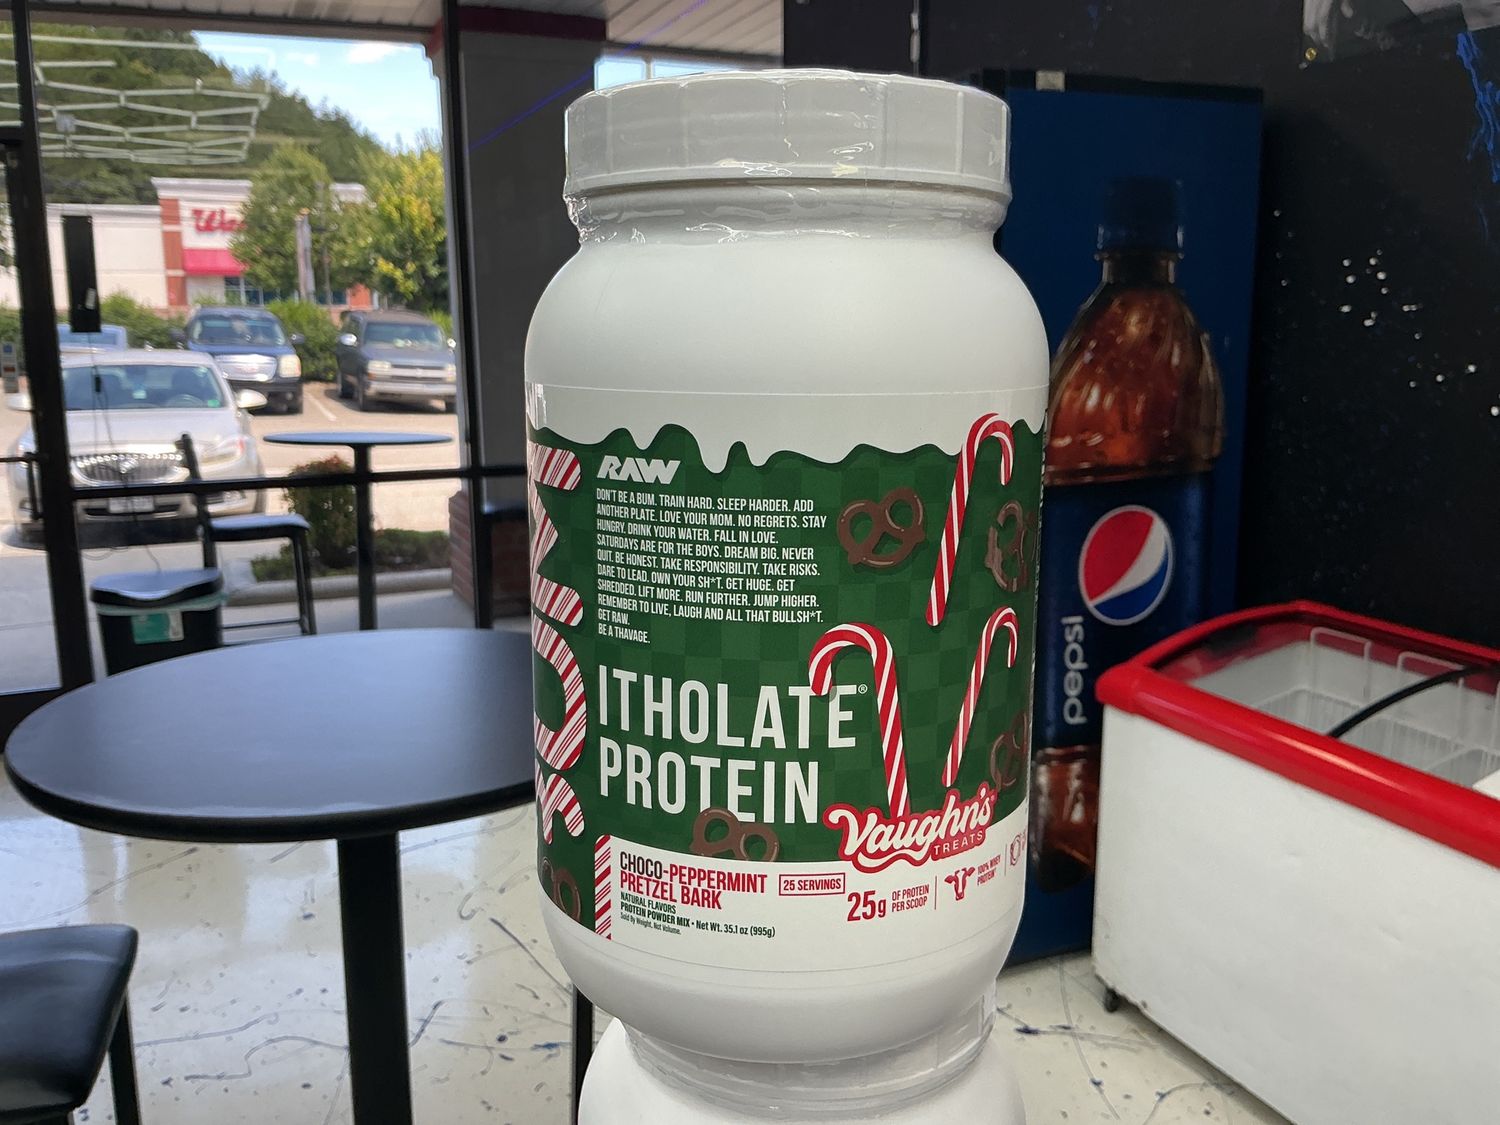 RAW
DON'T BE A BUM. TRAIN HARD. SLEEP HARDER. ADD
ANOTHER PLATE. LOVE YOUR MOM. NO REGRETS. STAY
HUNGRY. DRINK YOUR WATER. FALL IN LOVE.
SATURDAYS ARE FOR THE BOYS. DREAM BIG. NEVER
QUIT. BE HONEST. TAKE RESPONSIBILITY. TAKE RISKS.
DARE TO LEAD. OWN YOUR SH*T. GET HUGE. GET
SHREDDED. LIFT MORE. RUN FURTHER. JUMP HIGHER.
REMEMBER TO LIVE, LAUGH AND ALL THAT BULLSH*T.
GET RAW.
BE A THAVAGE.
ITHOLATE®
PROTEIN
Vaughn's
TREATS
CHOCO-PEPPERMINT
PRETZEL BARK
NATURAL FLAVORS
PROTEIN POWDER MIX • Net Wt. 35.1 oz (995g)
Sold By Weight, Not Volume.
25 SERVINGS
25g OF PROTEIN
PER SCOOP
100% WHEY
PROTEIN
pepsi